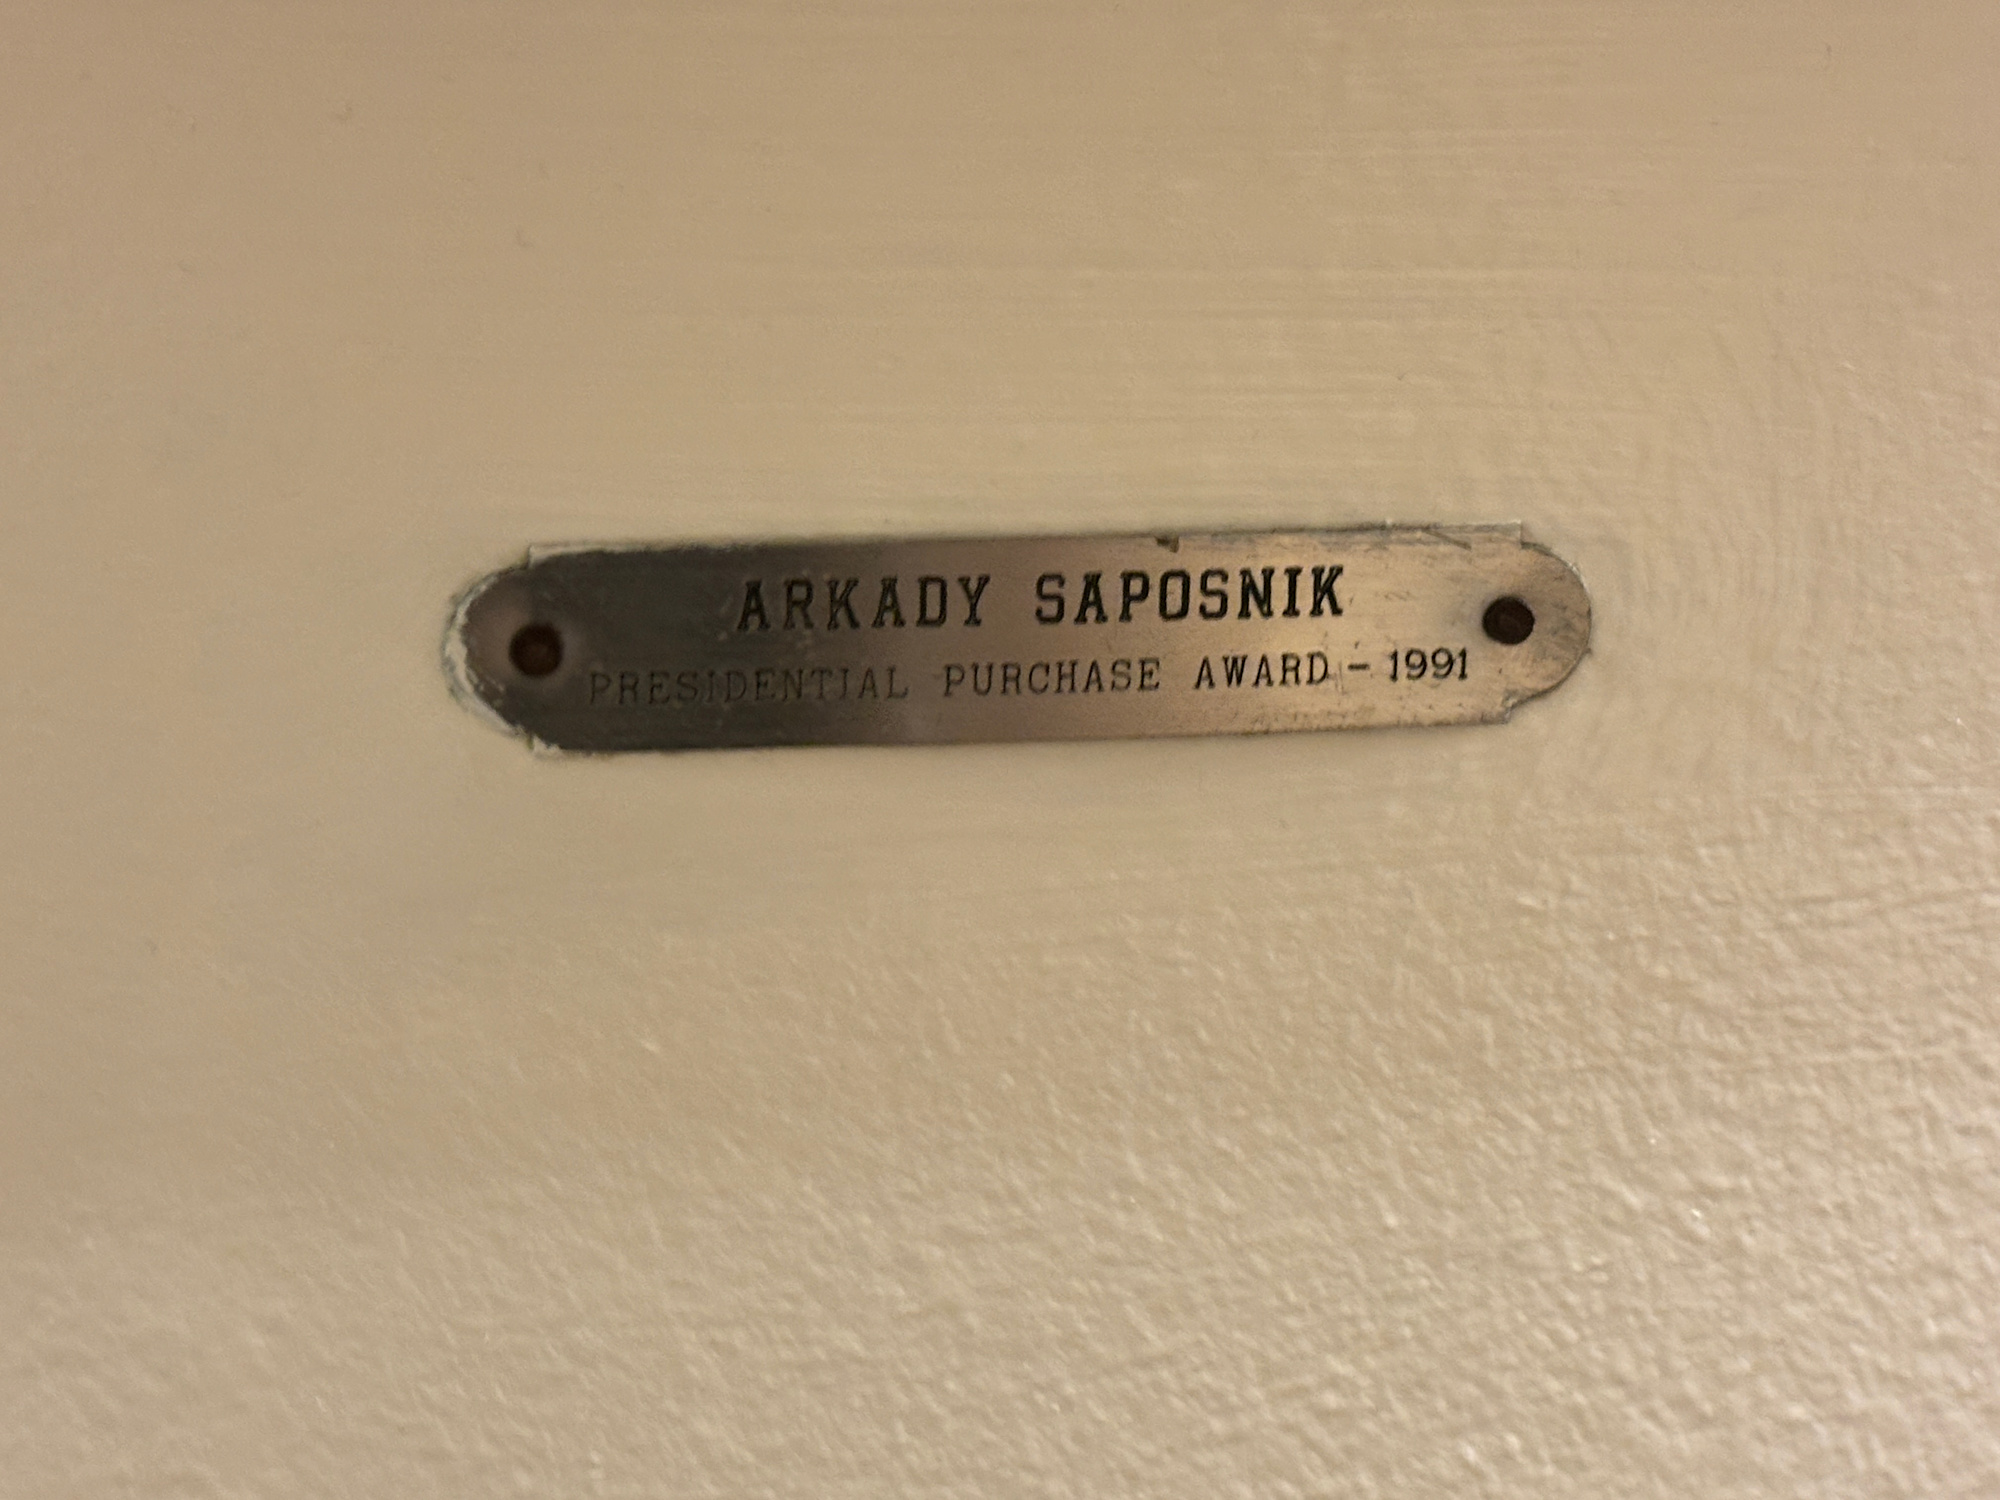 ARKADY SAPOSNIK
PRESIDENTIAL PURCHASE AWARD - 1991